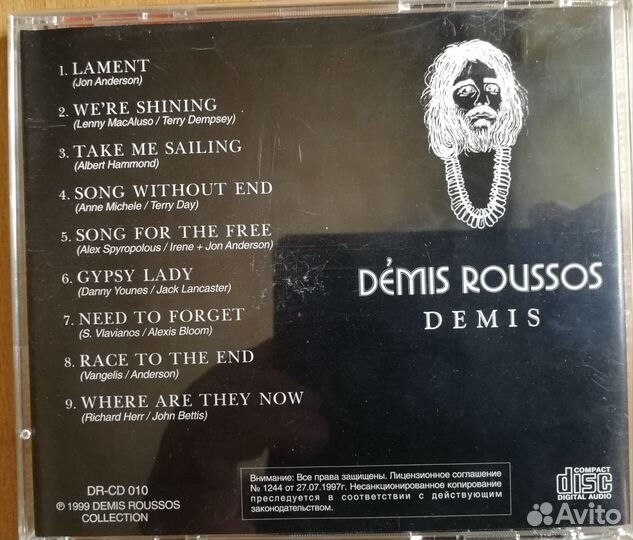 1. LAMENT
(Jon Anderson)
2. WE'RE SHINING
(Lenny MacAluso / Terry Dempsey)
3. TAKE ME SAILING
(Albert Hammond)
4. SONG WITHOUT END
(Anne Michele / Terry Day)
5. SONG FOR THE FREE
(Alex Spyropolous / Irene + Jon Anderson)
6. GYPSY LADY
(Danny Younes / Jack Lancaster)
7. NEED TO FORGET
(S. Vlavianos / Alexis Bloom)
8. RACE TO THE END
(Vangelis / Anderson)
9. WHERE ARE THEY NOW
(Richard Herr / John Bettis)
DÉMIS ROUSSOS
DEMIS
DR-CD 010
℗ 1999 DEMIS ROUSSOS
COLLECTION
Внимание: Все права защищены. Лицензионное соглашение
№ 1244 от 27.07.1997г. Несанкционированное копирование
преследуется в соответствии с действующим
законодательством.
COMPACT
disc
DIGITAL AUDIO
Avito